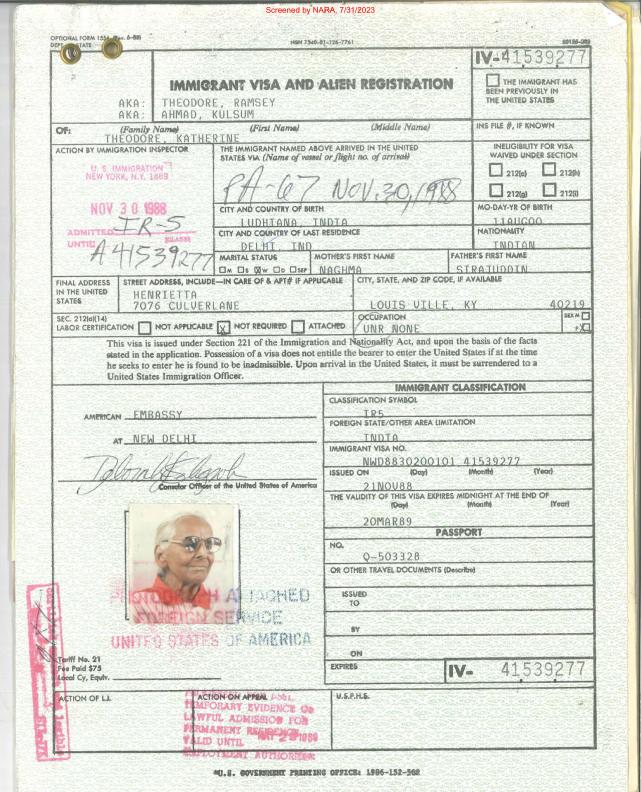 Screened by NARA, 7/31/2023
OPTIONAL FORM 155A (Rev. 6-88)
DEPT OF STATE
NSN 7540-01-126-7761
IV-41539277
IMMIGRANT VISA AND ALIEN REGISTRATION
THE IMMIGRANT HAS BEEN PREVIOUSLY IN THE UNITED STATES
AKA: THEODORE, RAMSEY
AKA: AHMAD, KULSUM
OF: (Family Name) (First Name) (Middle Name)
THEODORE, KATHERINE
INS FILE #, IF KNOWN
ACTION BY IMMIGRATION INSPECTOR
U.S. IMMIGRATION
NEW YORK, N.Y.
NOV 30 1988
ADMITTED IR-5
CLASS
UNTIL
A41539277
THE IMMIGRANT NAMED ABOVE ARRIVED IN THE UNITED
STATES VIA (Name of vessel or flight no. of arrival)
PA-67 NOV. 30, 1988
INELIGIBILITY FOR VISA
WAIVED UNDER SECTION
212(e) 212(h)
212(g) 212(i)
CITY AND COUNTRY OF BIRTH
LUDHIANA, INDIA
MO-DAY-YR OF BIRTH
11AUG00
CITY AND COUNTRY OF LAST RESIDENCE
DELHI, IND
NATIONALITY
INDIAN
MARITAL STATUS
M S W D SEP
MOTHER'S FIRST NAME
NAGHMA
FATHER'S FIRST NAME
SIRAJUDDIN
FINAL ADDRESS
IN THE UNITED
STATES
STREET ADDRESS, INCLUDE—IN CARE OF & APT# IF APPLICABLE
HENRIETTA
7076 CULVERLANE
CITY, STATE, AND ZIP CODE, IF AVAILABLE
LOUIS VILLE, KY 40219
SEC. 212(a)(14)
LABOR CERTIFICATION NOT APPLICABLE X NOT REQUIRED ATTACHED
OCCUPATION
UNR NONE
SEX M
F X
This visa is issued under Section 221 of the Immigration and Nationality Act, and upon the basis of the facts
stated in the application. Possession of a visa does not entitle the bearer to enter the United States if at the time
he seeks to enter he is found to be inadmissible. Upon arrival in the United States, it must be surrendered to a
United States Immigration Officer.
AMERICAN EMBASSY
AT NEW DELHI
Consular Officer of the United States of America
IMMIGRANT CLASSIFICATION
CLASSIFICATION SYMBOL
IR5
FOREIGN STATE/OTHER AREA LIMITATION
INDIA
IMMIGRANT VISA NO.
NWD8830200101 41539277
ISSUED ON (Day) (Month) (Year)
21NOV88
THE VALIDITY OF THIS VISA EXPIRES MIDNIGHT AT THE END OF
(Day) (Month) (Year)
20MAR89
PASSPORT
NO.
Q-503328
OR OTHER TRAVEL DOCUMENTS (Describe)
ISSUED
TO
BY
ON
EXPIRES
IV- 41539277
PHOTOGRAPH ATTACHED
FOREIGN SERVICE
UNITED STATES OF AMERICA
Tariff No. 21
Fee Paid $75
Local Cy, Equiv.
ACTION OF I.J.
ACTION ON APPEAL
U.S.P.H.S.
TEMPORARY EVIDENCE OF
LAWFUL ADMISSION FOR
PERMANENT RESIDENCE
VALID UNTIL
EMPLOYMENT AUTHORIZED
*U.S. GOVERNMENT PRINTING OFFICE: 1986-152-502